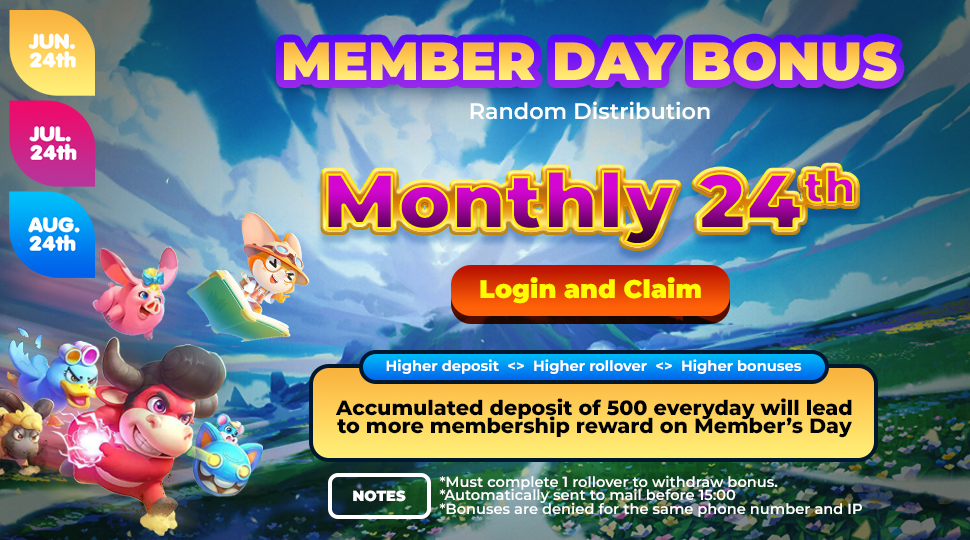 JUN.
24th
JUL.
24th
AUG.
24th
MEMBER DAY BONUS
Random Distribution
Monthly 24th
Login and Claim
Higher deposit <> Higher rollover <> Higher bonuses
Accumulated deposit of 500 everyday will lead
to more membership reward on Member’s Day
NOTES
*Must complete 1 rollover to withdraw bonus.
*Automatically sent to mail before 15:00
*Bonuses are denied for the same phone number and IP